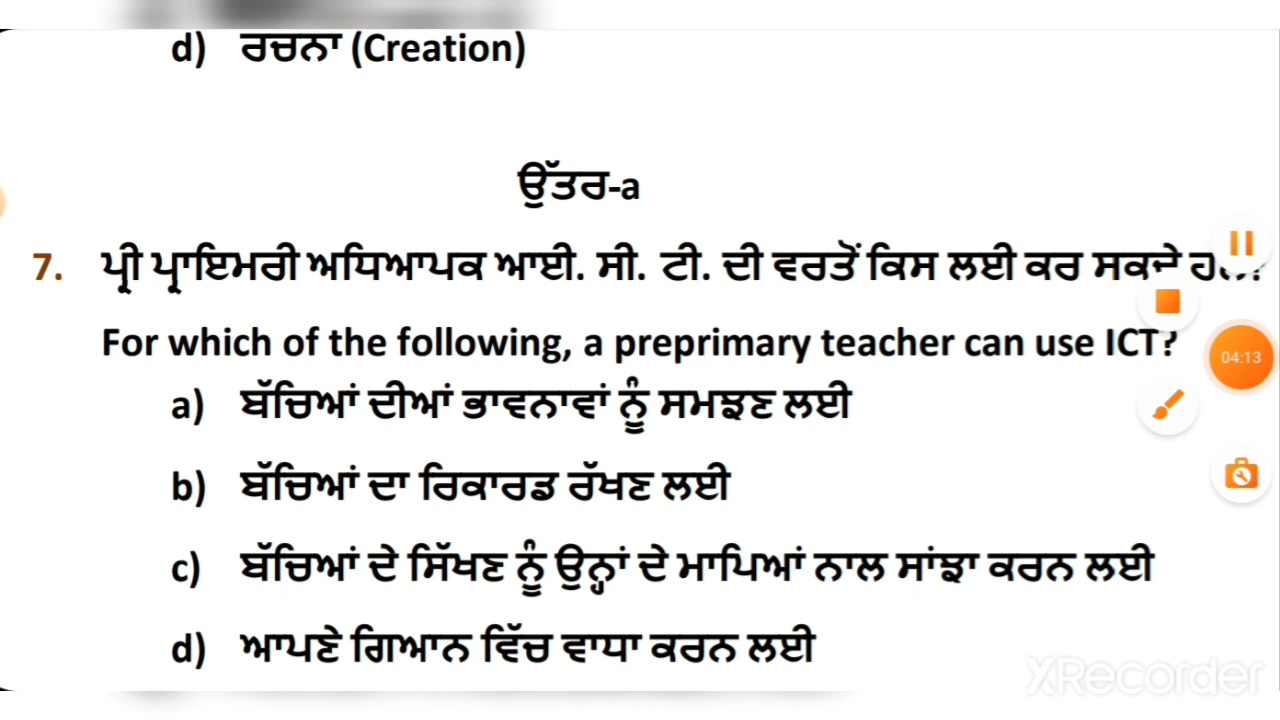 d) ਰਚਨਾ (Creation)
ਉੱਤਰ-a
7. ਪ੍ਰੀ ਪ੍ਰਾਇਮਰੀ ਅਧਿਆਪਕ ਆਈ. ਸੀ. ਟੀ. ਦੀ ਵਰਤੋਂ ਕਿਸ ਲਈ ਕਰ ਸਕਦੇ
For which of the following, a preprimary teacher can use ICT?
04:13
a) ਬੱਚਿਆਂ ਦੀਆਂ ਭਾਵਨਾਵਾਂ ਨੂੰ ਸਮਝਣ ਲਈ
b) ਬੱਚਿਆਂ ਦਾ ਰਿਕਾਰਡ ਰੱਖਣ ਲਈ
c) ਬੱਚਿਆਂ ਦੇ ਸਿੱਖਣ ਨੂੰ ਉਨ੍ਹਾਂ ਦੇ ਮਾਪਿਆਂ ਨਾਲ ਸਾਂਝਾ ਕਰਨ ਲਈ
d) ਆਪਣੇ ਗਿਆਨ ਵਿੱਚ ਵਾਧਾ ਕਰਨ ਲਈ
XRecorder